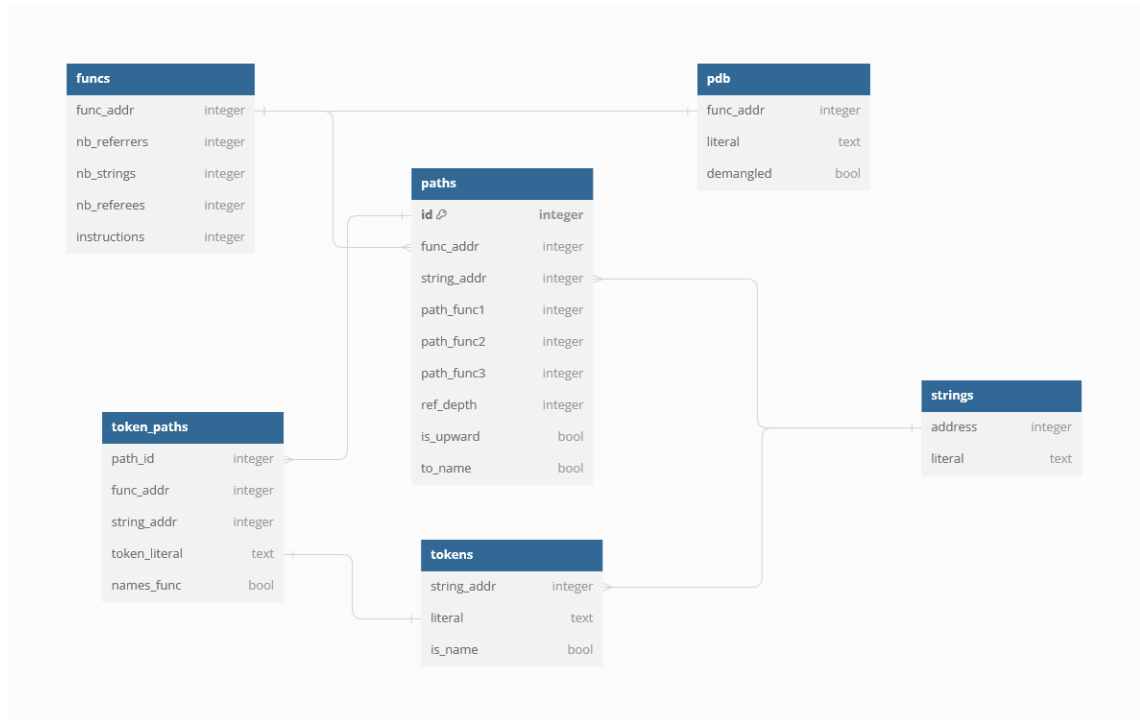 funcs
func_addr integer
nb_referrers integer
nb_strings integer
nb_referees integer
instructions integer
pdb
func_addr integer
literal text
demangled bool
paths
id integer
func_addr integer
string_addr integer
path_func1 integer
path_func2 integer
path_func3 integer
ref_depth integer
is_upward bool
to_name bool
strings
address integer
literal text
token_paths
path_id integer
func_addr integer
string_addr integer
token_literal text
names_func bool
tokens
string_addr integer
literal text
is_name bool